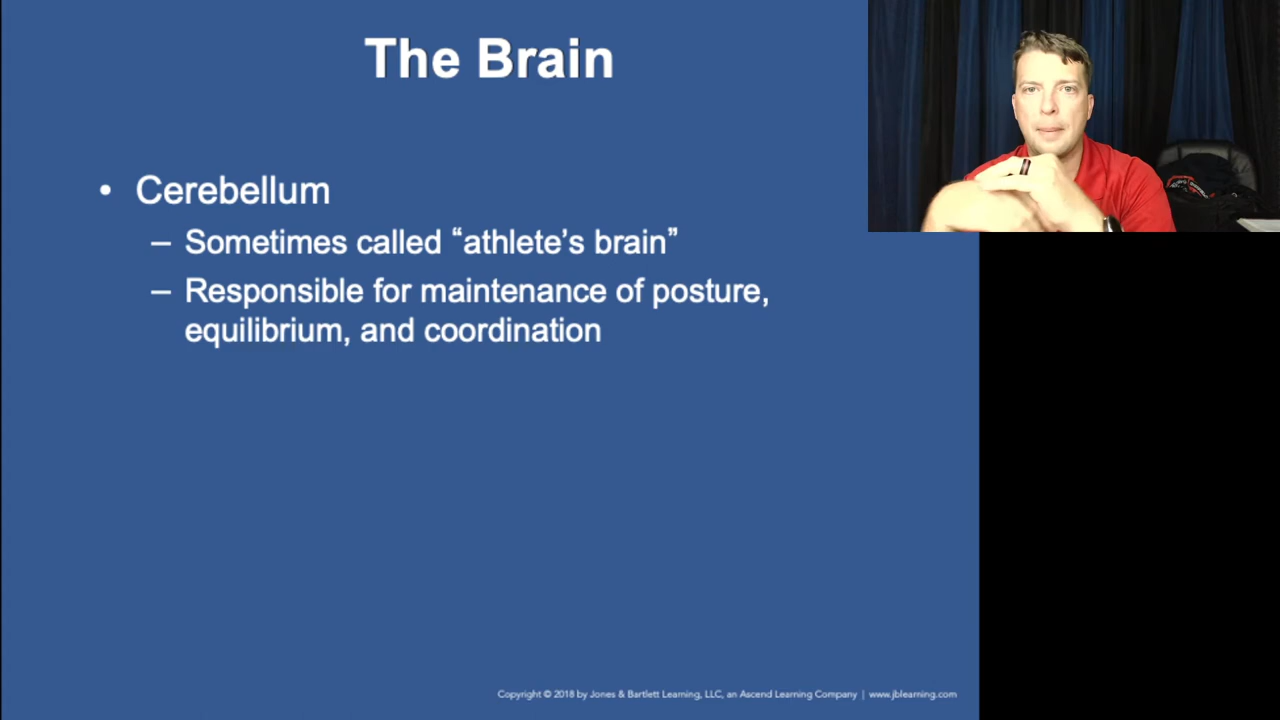 The Brain
• Cerebellum
– Sometimes called “athlete’s brain”
– Responsible for maintenance of posture,
equilibrium, and coordination
Copyright © 2018 by Jones & Bartlett Learning, LLC, an Ascend Learning Company | www.jblearning.com